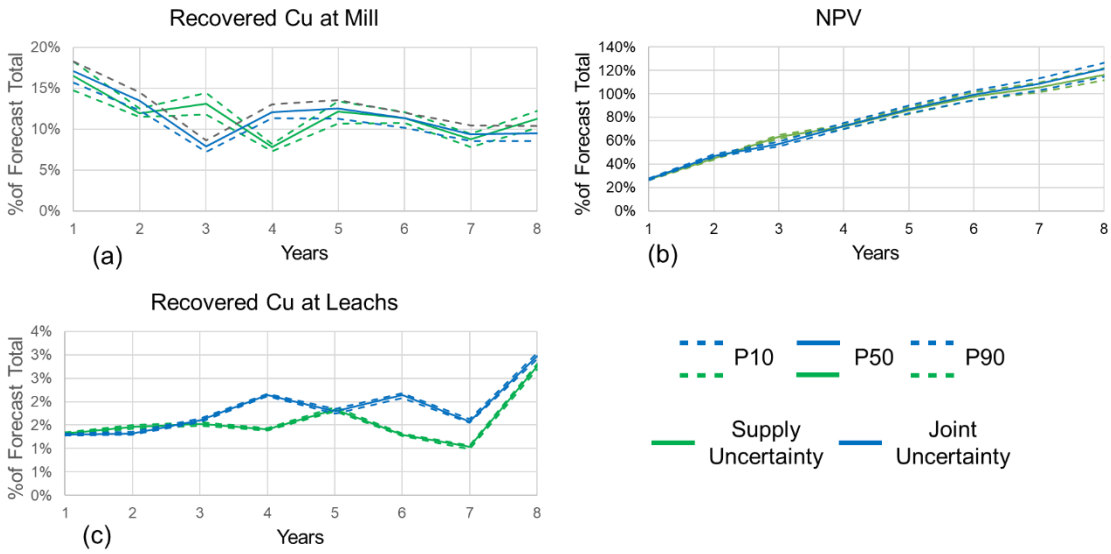 Recovered Cu at Mill
%of Forecast Total
20%
15%
10%
5%
0%
1 2 3 4 5 6 7 8
Years
(a)
NPV
%of Forecast Total
140%
120%
100%
80%
60%
40%
20%
0%
1 2 3 4 5 6 7 8
Years
(b)
Recovered Cu at Leachs
%of Forecast Total
4%
3%
3%
2%
2%
1%
1%
0%
1 2 3 4 5 6 7 8
Years
(c)
P10 P50 P90
Supply Uncertainty
Joint Uncertainty